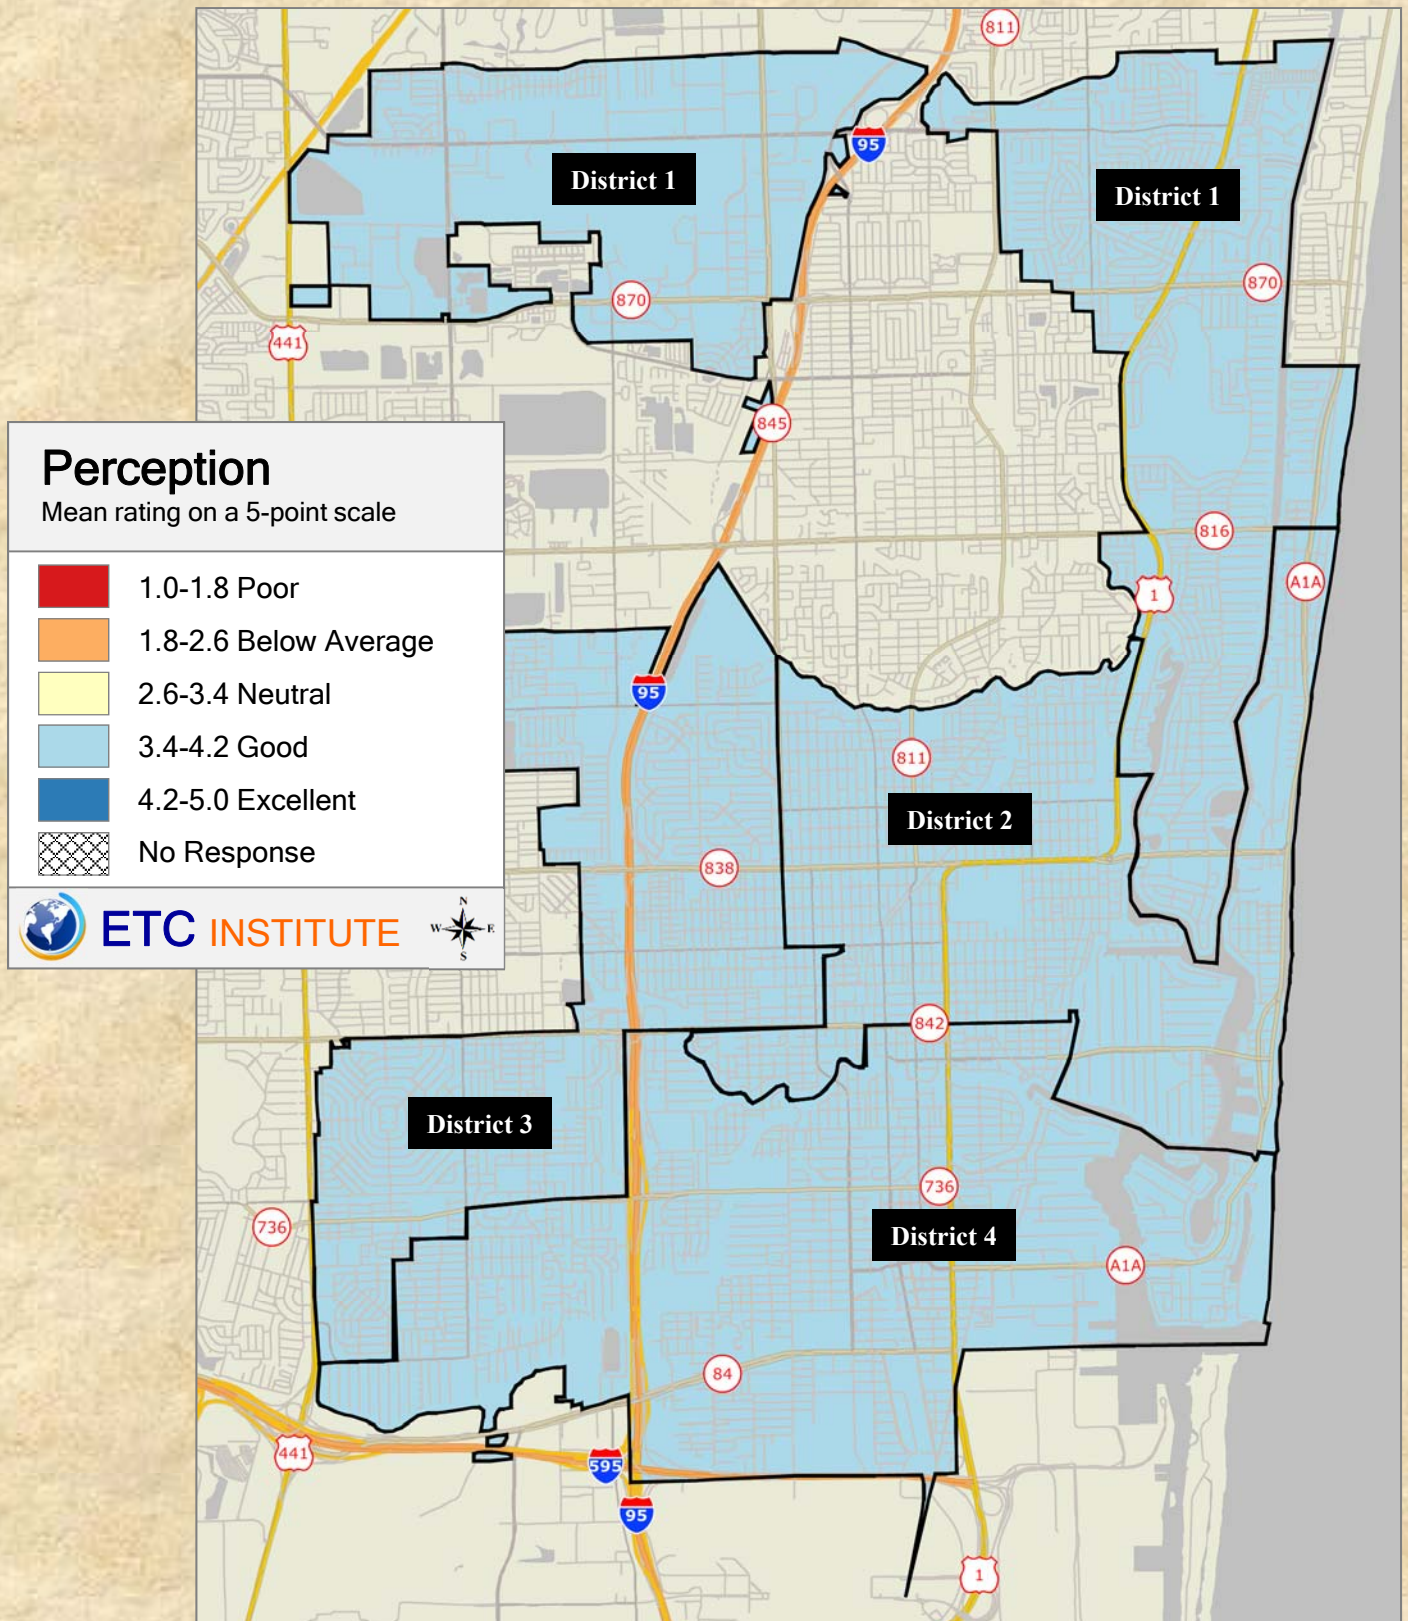 811
95
District 1
District 1
870
870
441
845
Perception
Mean rating on a 5-point scale
816
1.0-1.8 Poor
A1A
1
1.8-2.6 Below Average
2.6-3.4 Neutral
95
3.4-4.2 Good
811
4.2-5.0 Excellent
District 2
No Response
838
ETC INSTITUTE
N
W E
S
842
District 3
736
736
District 4
A1A
84
441
595
95
1